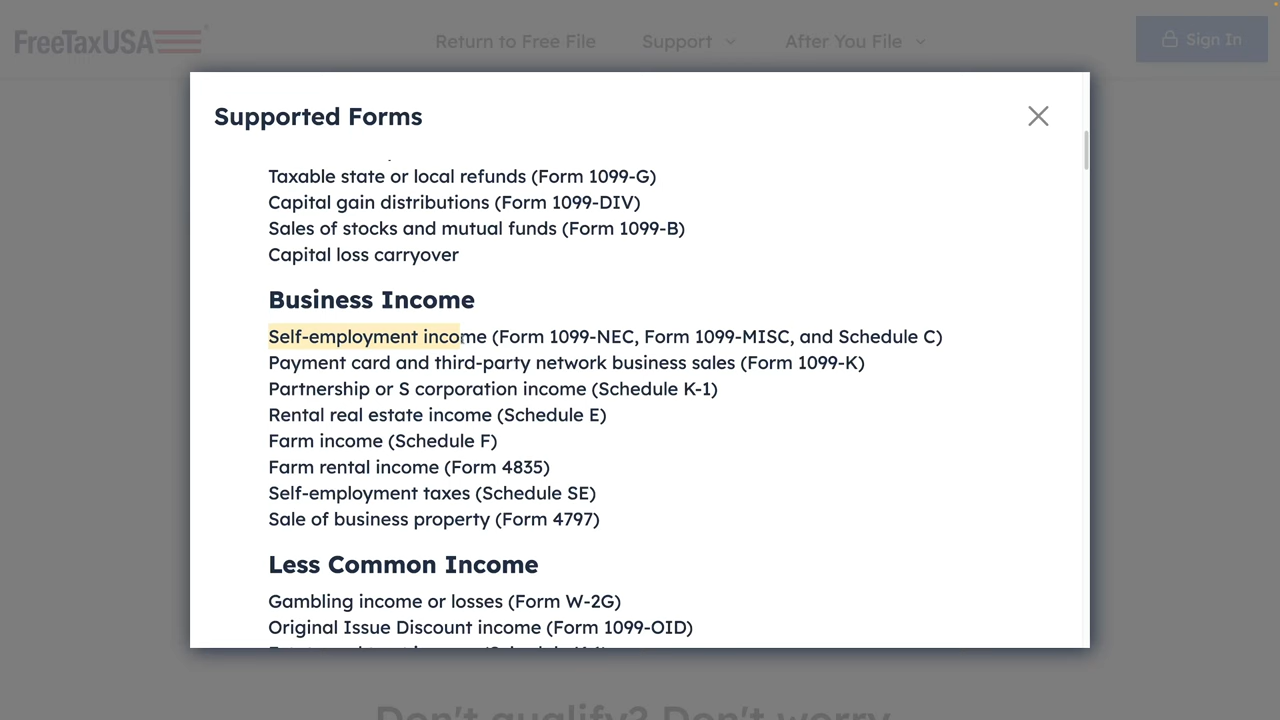 FreeTaxUSA
Return to Free File
Support
After You File
Sign In
Supported Forms
Taxable state or local refunds (Form 1099-G)
Capital gain distributions (Form 1099-DIV)
Sales of stocks and mutual funds (Form 1099-B)
Capital loss carryover
Business Income
Self-employment income (Form 1099-NEC, Form 1099-MISC, and Schedule C)
Payment card and third-party network business sales (Form 1099-K)
Partnership or S corporation income (Schedule K-1)
Rental real estate income (Schedule E)
Farm income (Schedule F)
Farm rental income (Form 4835)
Self-employment taxes (Schedule SE)
Sale of business property (Form 4797)
Less Common Income
Gambling income or losses (Form W-2G)
Original Issue Discount income (Form 1099-OID)
Don't qualify? Don't worry